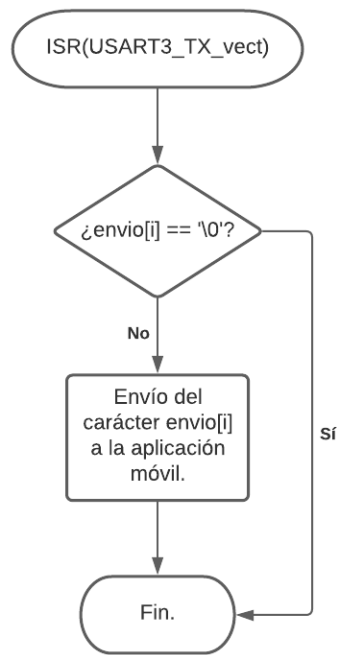 ISR(USART3_TX_vect)
¿envio[i] == '\0'?
No
Envío del
carácter envio[i]
a la aplicación
móvil.
Sí
Fin.